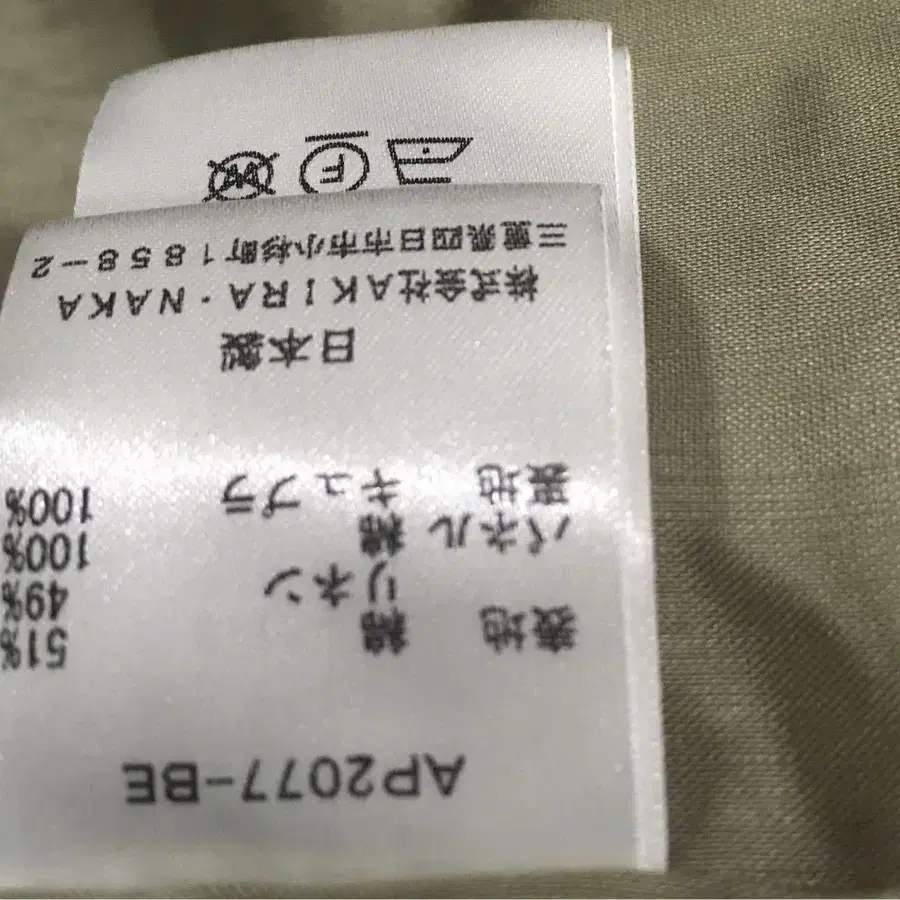 AP2077-BE
表地 綿 51%
リネン 49%
パネル 綿 100%
裏地 キュプラ 100%
日本製
株式会社AKIRA・NAKA
三重県四日市市小杉町1858-2
F
W